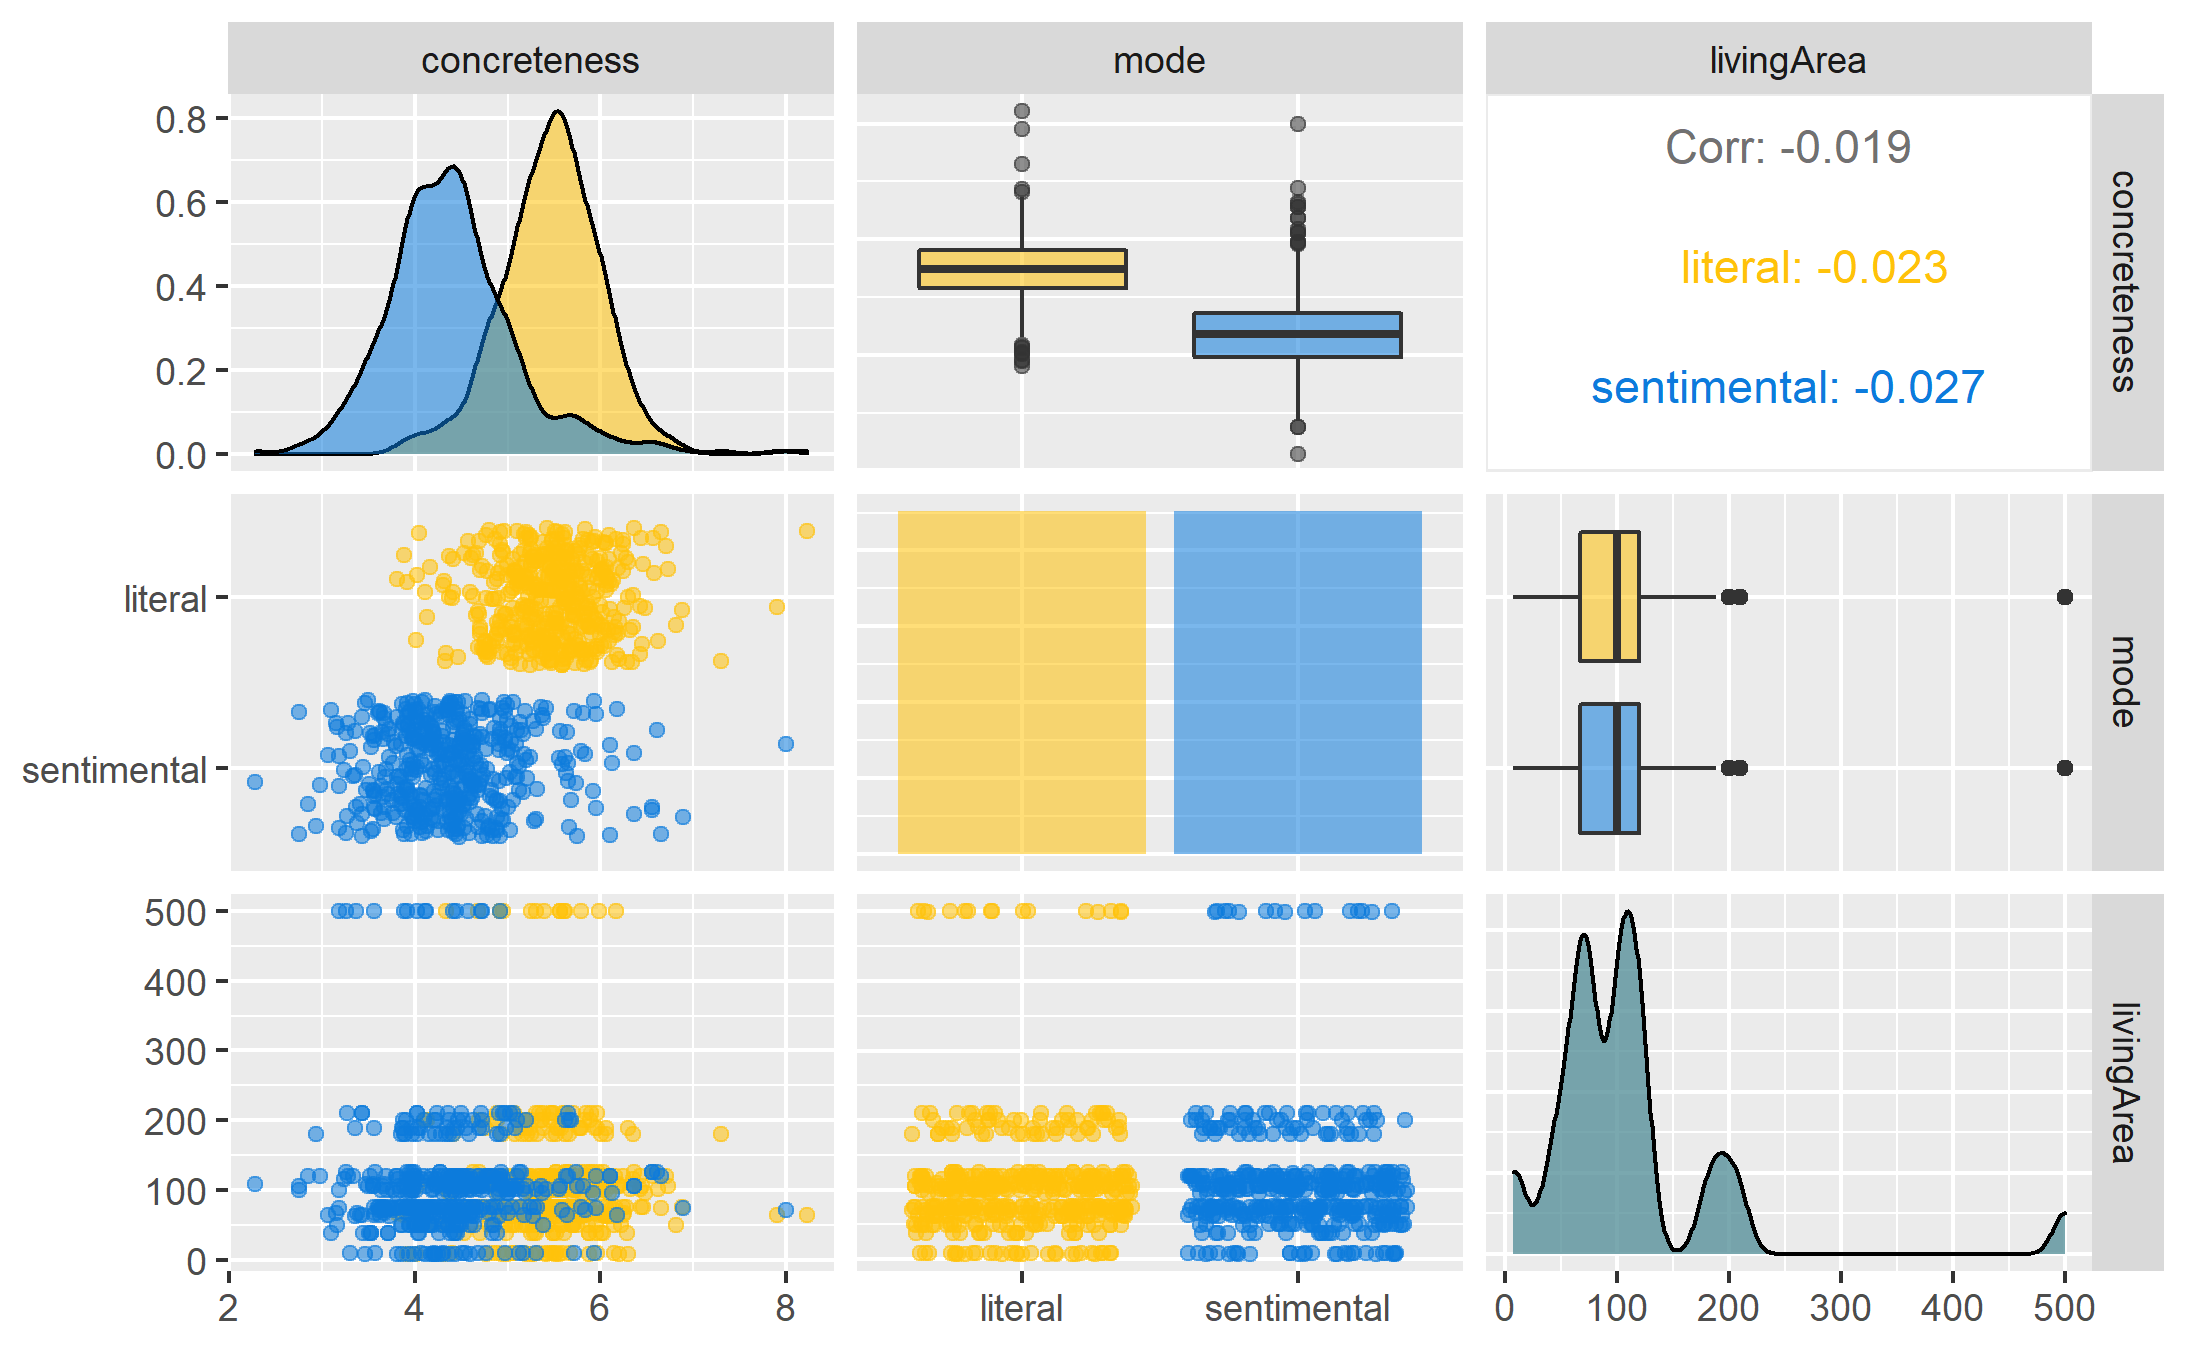 concreteness
mode
livingArea
0.8
0.6
0.4
0.2
0.0
Corr: -0.019
literal: -0.023
sentimental: -0.027
concreteness
literal
sentimental
mode
500
400
300
200
100
0
livingArea
2 4 6 8
literal sentimental
0 100 200 300 400 500